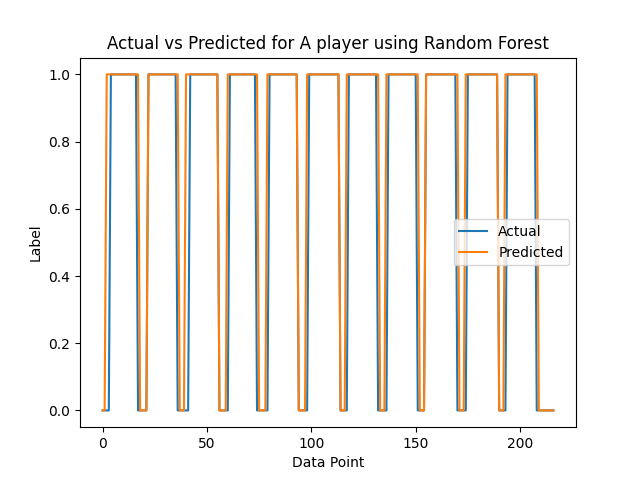 Actual vs Predicted for A player using Random Forest
1.0
0.8
0.6
0.4
0.2
0.0
Label
Actual
Predicted
0
50
100
150
200
Data Point